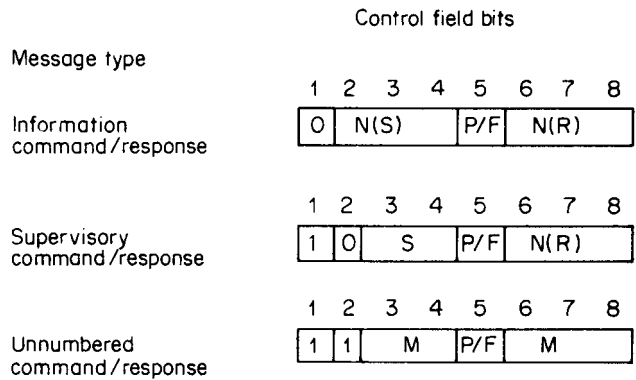 Control field bits
Message type
1 2 3 4 5 6 7 8
Information
command/response
0 N(S) P/F N(R)
1 2 3 4 5 6 7 8
Supervisory
command/response
1 0 S P/F N(R)
1 2 3 4 5 6 7 8
Unnumbered
command/response
1 1 M P/F M